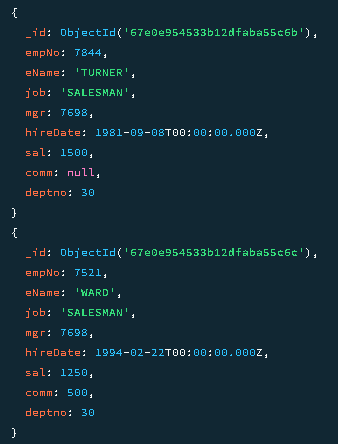 {
_id: ObjectId('67e0e954533b12dfaba55c6b'),
empNo: 7844,
eName: 'TURNER',
job: 'SALESMAN',
mgr: 7698,
hireDate: 1981-09-08T00:00:00.000Z,
sal: 1500,
comm: null,
deptno: 30
}
{
_id: ObjectId('67e0e954533b12dfaba55c6c'),
empNo: 7521,
eName: 'WARD',
job: 'SALESMAN',
mgr: 7698,
hireDate: 1994-02-22T00:00:00.000Z,
sal: 1250,
comm: 500,
deptno: 30
}